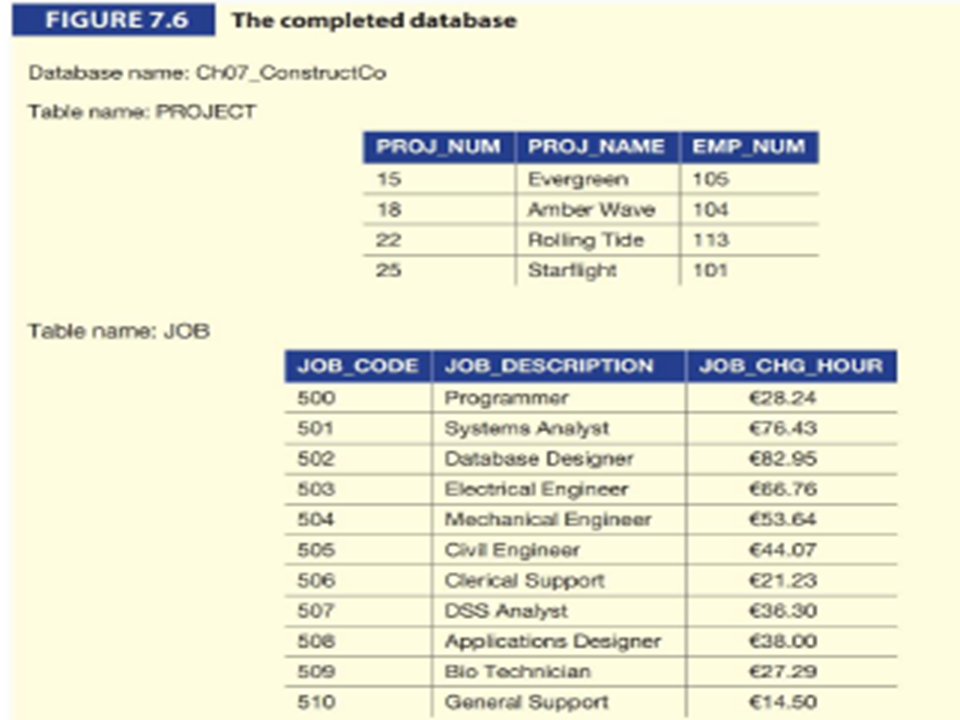 FIGURE 7.6 The completed database
Database name: Ch07_ConstructCo
Table name: PROJECT
PROJ_NUM PROJ_NAME EMP_NUM
15 Evergreen 105
18 Amber Wave 104
22 Rolling Tide 113
25 Starflight 101
Table name: JOB
JOB_CODE JOB_DESCRIPTION JOB_CHG_HOUR
500 Programmer €28.24
501 Systems Analyst €76.43
502 Database Designer €82.95
503 Electrical Engineer €66.76
504 Mechanical Engineer €53.64
505 Civil Engineer €44.07
506 Clerical Support €21.23
507 DSS Analyst €36.30
508 Applications Designer €38.00
509 Bio Technician €27.29
510 General Support €14.50